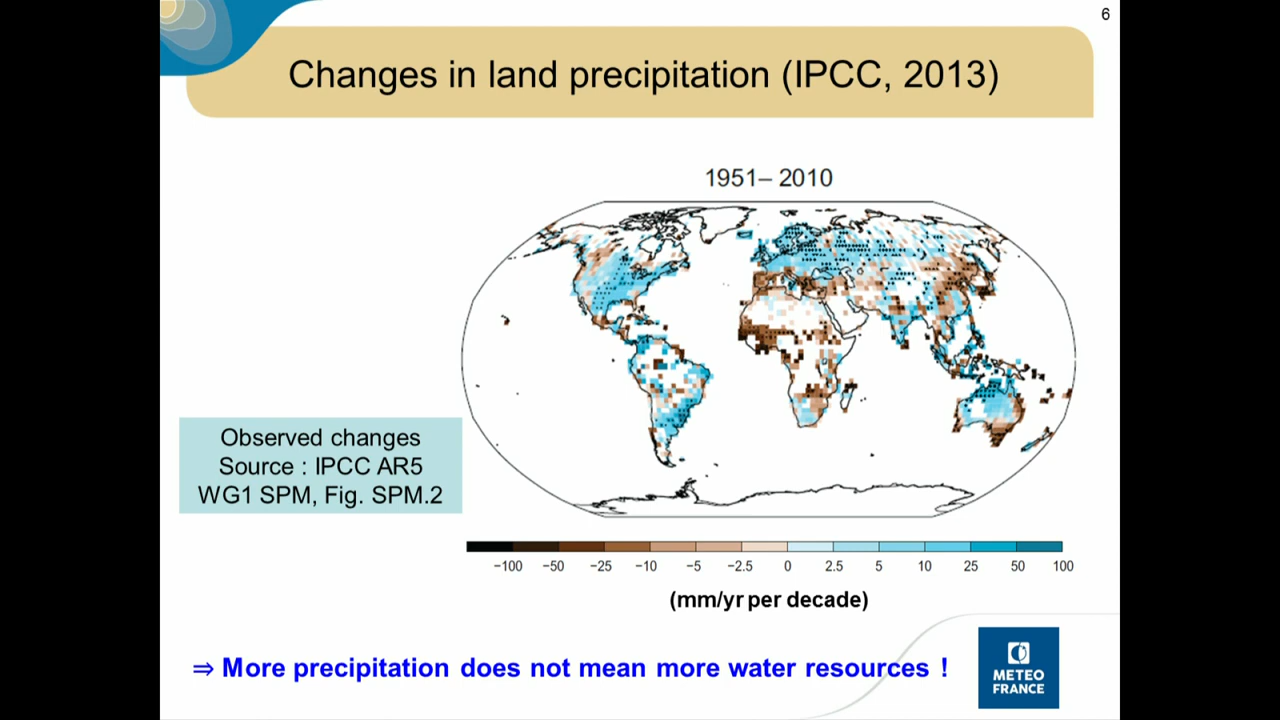 6
Changes in land precipitation (IPCC, 2013)
1951– 2010
Observed changes
Source : IPCC AR5
WG1 SPM, Fig. SPM.2
−100 −50 −25 −10 −5 −2.5 0 2.5 5 10 25 50 100
(mm/yr per decade)
⇒ More precipitation does not mean more water resources !
METEO
FRANCE